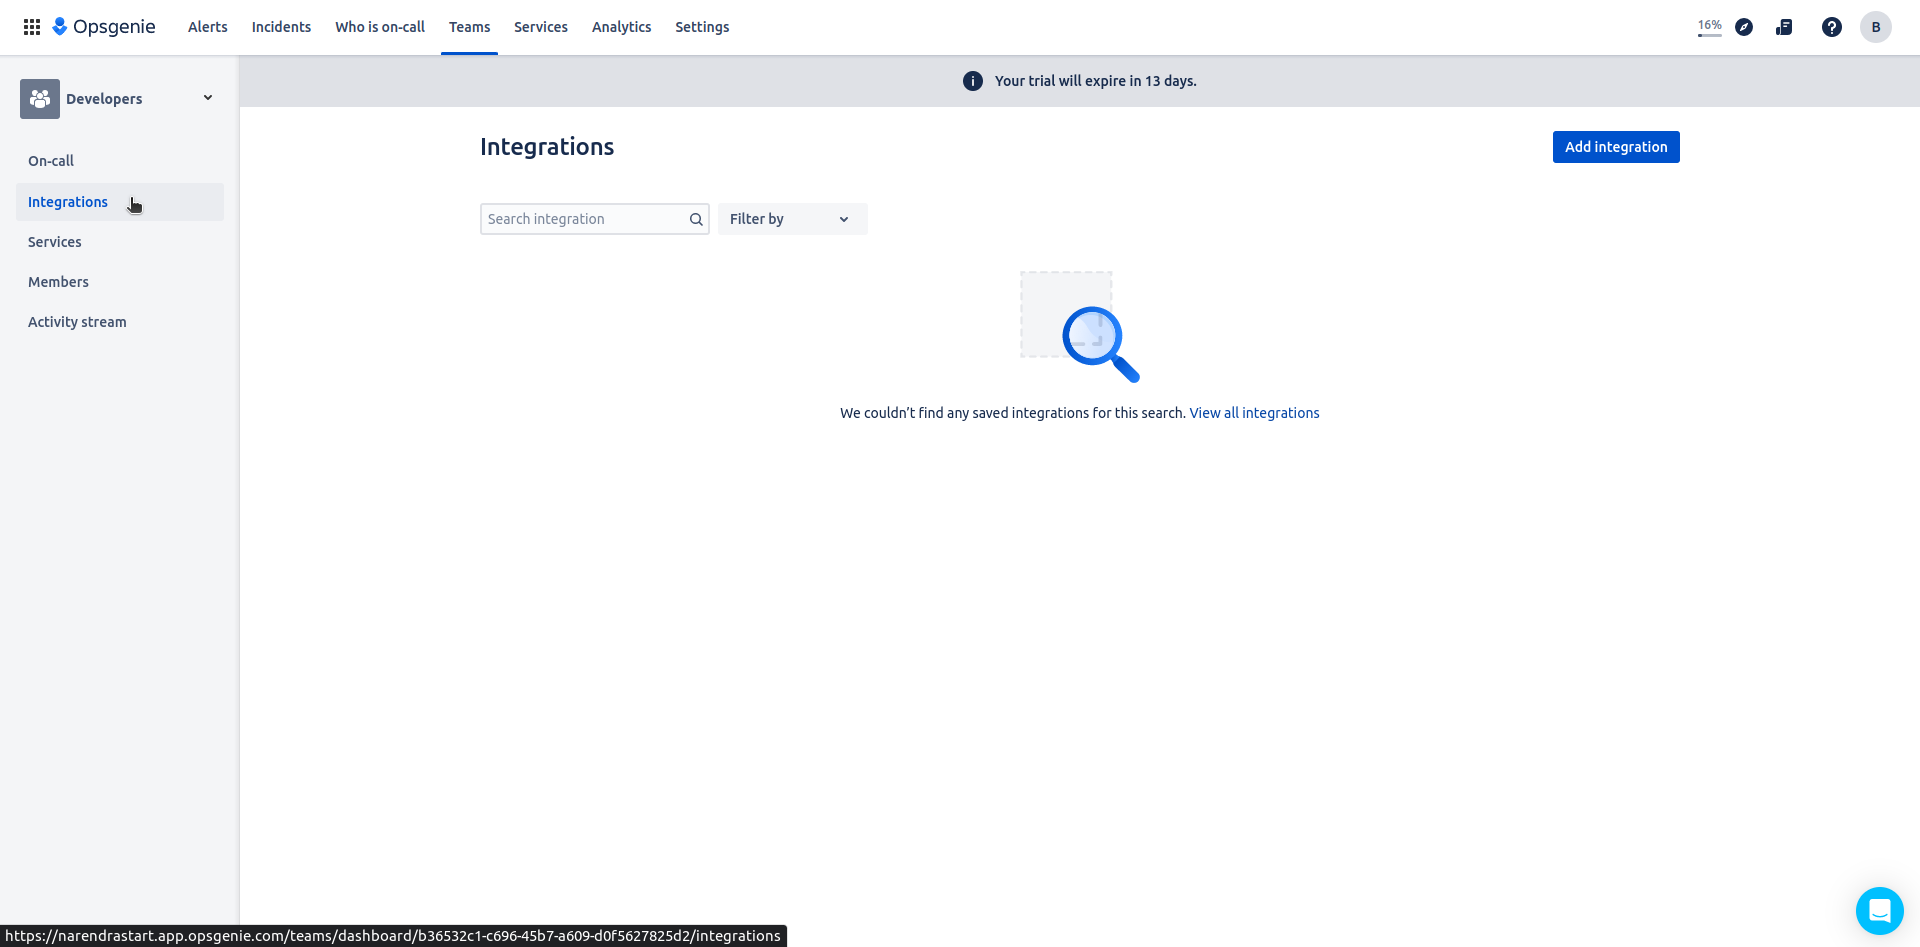 Opsgenie Alerts Incidents Who is on-call Teams Services Analytics Settings 16% B
Developers
Your trial will expire in 13 days.
On-call
Integrations
Services
Members
Activity stream
Integrations
Add integration
Search integration Filter by
We couldn't find any saved integrations for this search. View all integrations
https://narendrastart.app.opsgenie.com/teams/dashboard/b36532c1-c696-45b7-a609-d0f5627825d2/integrations